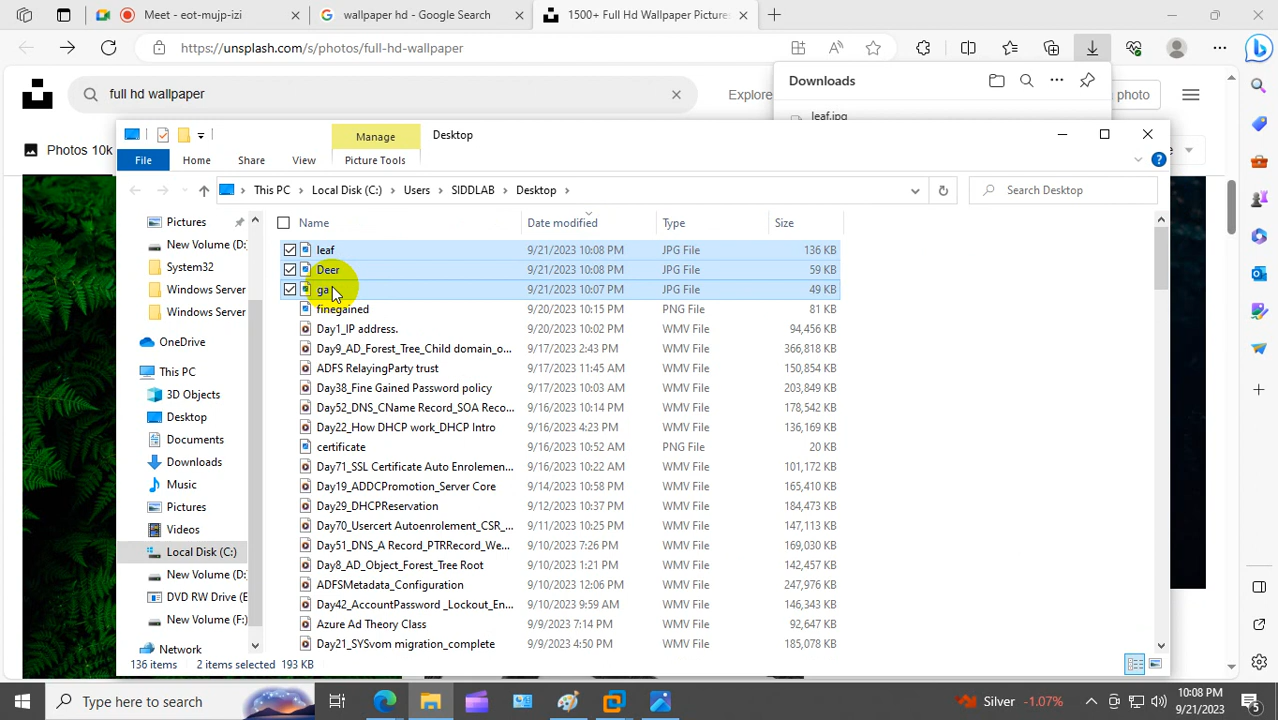 Meet - eot-mujp-izi
wallpaper hd - Google Search
1500+ Full Hd Wallpaper Pictures
https://unsplash.com/s/photos/full-hd-wallpaper
full hd wallpaper
Explore
photo
Downloads
leaf.jpg
Photos 10k
Manage
Desktop
File
Home
Share
View
Picture Tools
This PC
Local Disk (C:)
Users
SIDDLAB
Desktop
Search Desktop
Name
Date modified
Type
Size
Pictures
New Volume (D:
System32
Windows Server
Windows Server
OneDrive
This PC
3D Objects
Desktop
Documents
Downloads
Music
Pictures
Videos
Local Disk (C:)
New Volume (D:
DVD RW Drive (E
New Volume (F:)
Network
leaf 9/21/2023 10:08 PM JPG File 136 KB
Deer 9/21/2023 10:08 PM JPG File 59 KB
ga 9/21/2023 10:07 PM JPG File 49 KB
finegained 9/20/2023 10:15 PM PNG File 81 KB
Day1_IP address. 9/20/2023 10:02 PM WMV File 94,456 KB
Day9_AD_Forest_Tree_Child domain_o... 9/17/2023 2:43 PM WMV File 366,818 KB
ADFS RelayingParty trust 9/17/2023 11:45 AM WMV File 150,854 KB
Day38_Fine Gained Password policy 9/17/2023 10:03 AM WMV File 203,849 KB
Day52_DNS_CName Record_SOA Reco... 9/16/2023 10:14 PM WMV File 178,542 KB
Day22_How DHCP work_DHCP Intro 9/16/2023 4:23 PM WMV File 136,169 KB
certificate 9/16/2023 10:52 AM PNG File 20 KB
Day71_SSL Certificate Auto Enrolemen... 9/16/2023 10:22 AM WMV File 101,172 KB
Day19_ADDCPromotion_Server Core 9/14/2023 10:58 PM WMV File 165,410 KB
Day29_DHCPReservation 9/12/2023 10:37 PM WMV File 184,473 KB
Day70_Usercert Autoenrolement_CSR_... 9/11/2023 10:25 PM WMV File 147,113 KB
Day51_DNS_A Record_PTRRecord_We... 9/10/2023 7:26 PM WMV File 169,030 KB
Day8_AD_Object_Forest_Tree Root 9/10/2023 1:21 PM WMV File 142,457 KB
ADFSMetadata_Configuration 9/10/2023 12:06 PM WMV File 247,976 KB
Day42_AccountPassword _Lockout_En... 9/10/2023 9:59 AM WMV File 146,343 KB
Azure Ad Theory Class 9/9/2023 7:14 PM WMV File 92,647 KB
Day21_SYSvom migration_complete 9/9/2023 4:50 PM WMV File 185,078 KB
136 items 2 items selected 193 KB
Type here to search
Silver -1.07%
10:08 PM
9/21/2023
5